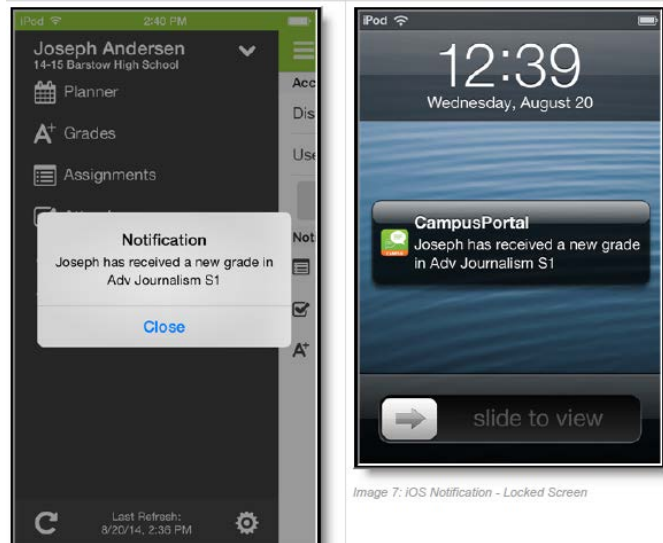 iPod 2:40 PM
Joseph Andersen
14-15 Barstow High School
Planner
A+ Grades
Assignments
Notification
Joseph has received a new grade in
Adv Journalism S1
Close
Last Refresh:
8/20/14, 2:36 PM
Acc
Dis
Use
Not
A+
iPod
12:39
Wednesday, August 20
CampusPortal
Joseph has received a new grade
in Adv Journalism S1
slide to view
Image 7: iOS Notification - Locked Screen